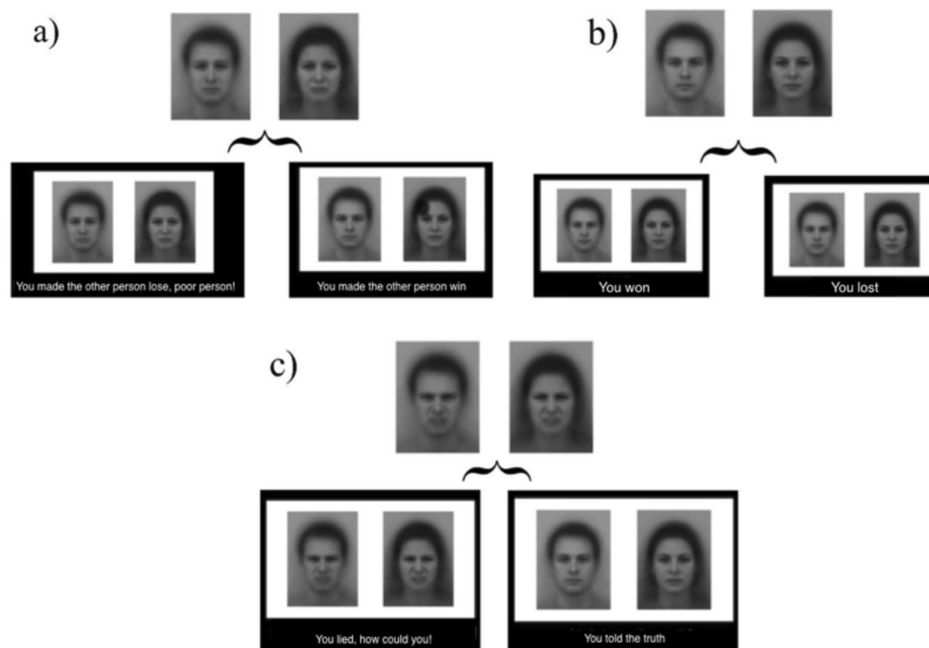 a)
b)
You made the other person lose, poor person!
You made the other person win
You won
You lost
c)
You lied, how could you!
You told the truth